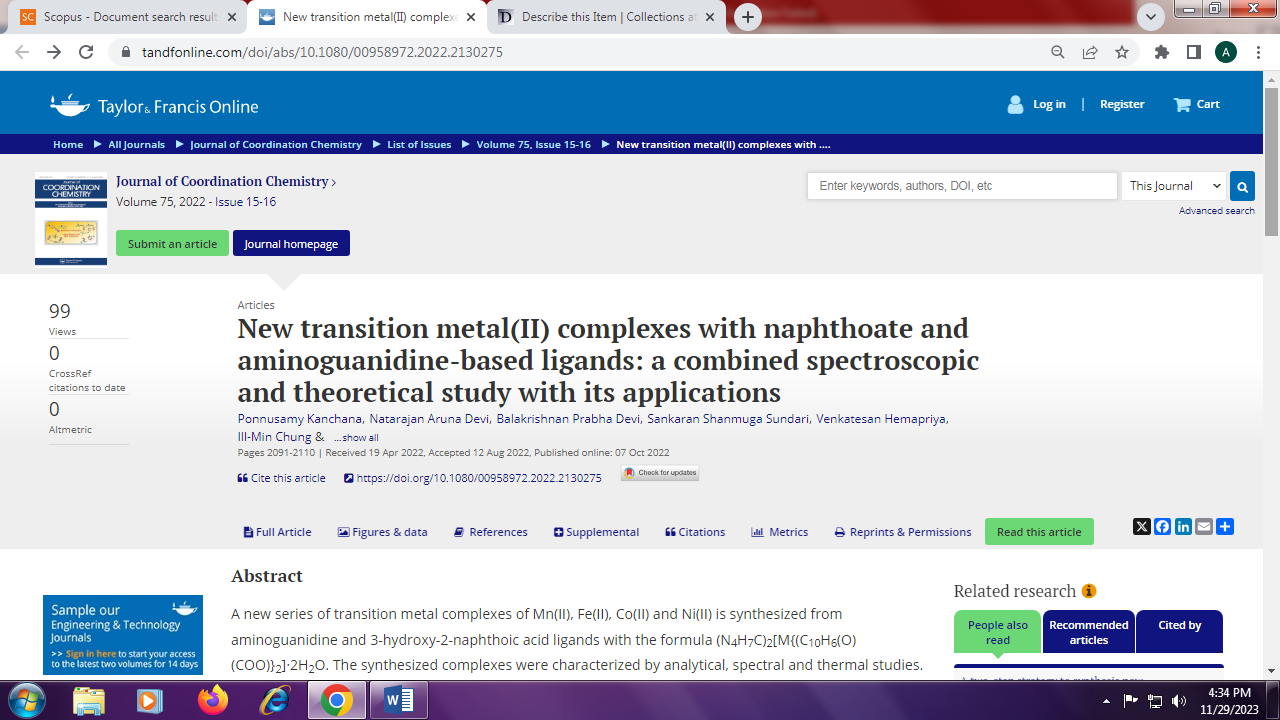 Scopus - Document search result
New transition metal(II) complexe
Describe this Item | Collections a
tandfonline.com/doi/abs/10.1080/00958972.2022.2130275
A
Taylor & Francis Online
Log in | Register Cart
Home All Journals Journal of Coordination Chemistry List of Issues Volume 75, Issue 15-16 New transition metal(II) complexes with ....
COORDINATION
CHEMISTRY
Journal of Coordination Chemistry ›
Volume 75, 2022 - Issue 15-16
Submit an article
Journal homepage
Enter keywords, authors, DOI, etc
This Journal
Advanced search
99
Views
0
CrossRef
citations to date
0
Altmetric
Articles
New transition metal(II) complexes with naphthoate and
aminoguanidine-based ligands: a combined spectroscopic
and theoretical study with its applications
Ponnusamy Kanchana, Natarajan Aruna Devi, Balakrishnan Prabha Devi, Sankaran Shanmuga Sundari, Venkatesan Hemapriya,
Ill-Min Chung & ...show all
Pages 2091-2110 | Received 19 Apr 2022, Accepted 12 Aug 2022, Published online: 07 Oct 2022
Cite this article https://doi.org/10.1080/00958972.2022.2130275 Check for updates
Full Article Figures & data References Supplemental Citations Metrics Reprints & Permissions Read this article
Abstract
A new series of transition metal complexes of Mn(II), Fe(II), Co(II) and Ni(II) is synthesized from
aminoguanidine and 3-hydroxy-2-naphthoic acid ligands with the formula (N₄H₇C)₂[M{(C₁₀H₆(O)
(COO)}₂]·2H₂O. The synthesized complexes were characterized by analytical, spectral and thermal studies.
Sample our
Engineering & Technology
Journals
>> Sign in here to start your access
to the latest two volumes for 14 days
Related research
People also
read
Recommended
articles
Cited by
4:34 PM
11/29/2023